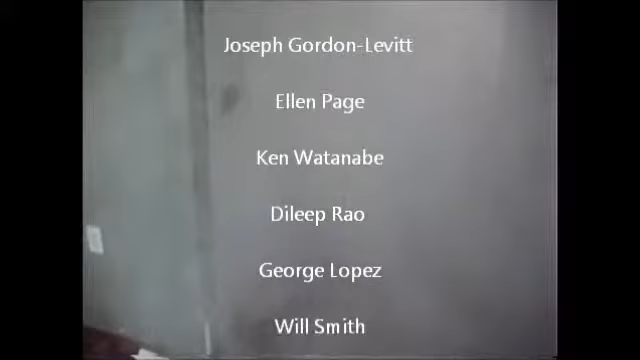 Joseph Gordon-Levitt
Ellen Page
Ken Watanabe
Dileep Rao
George Lopez
Will Smith